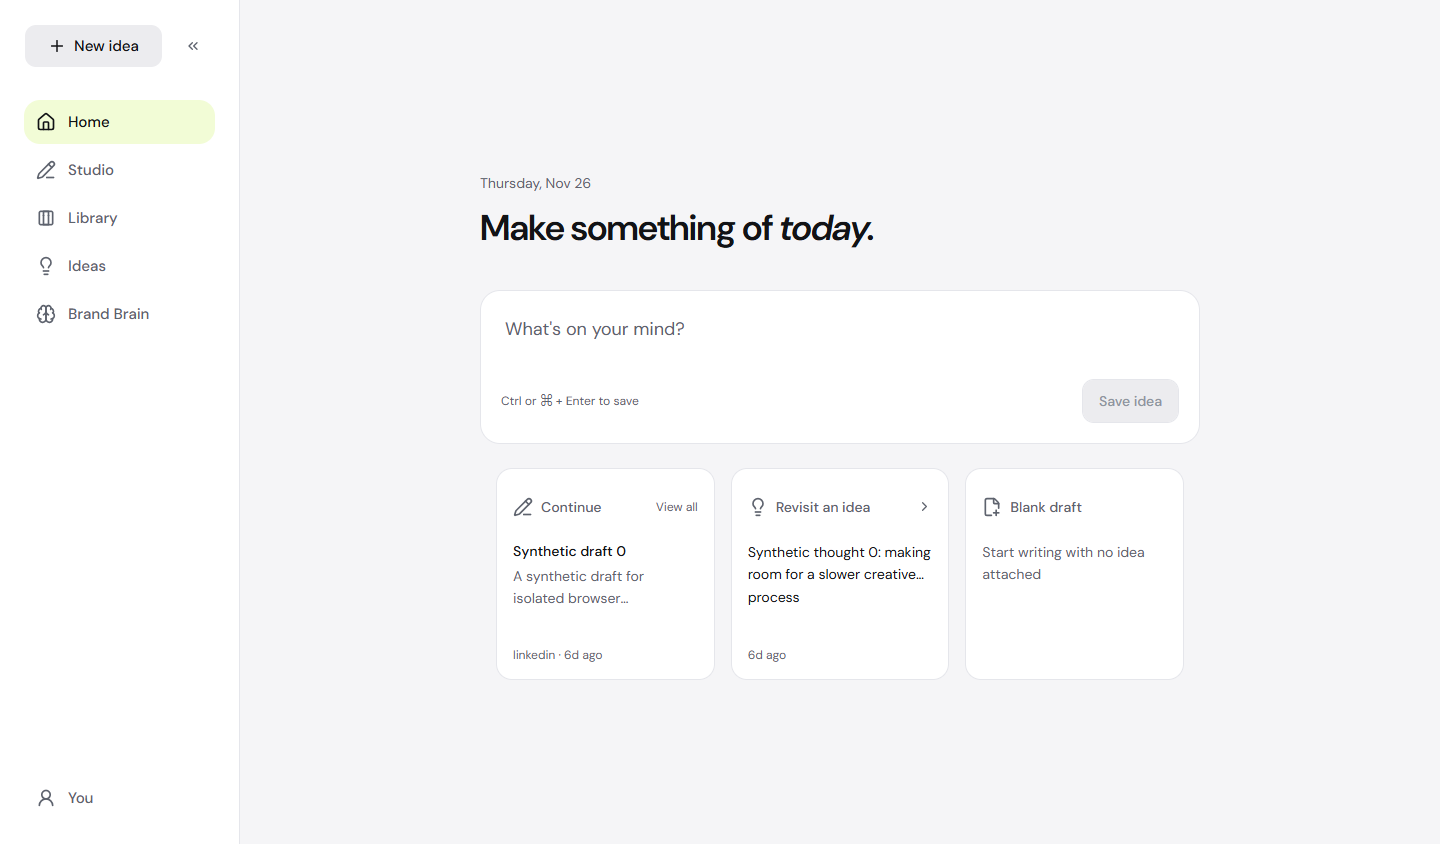 New idea
Home
Studio
Library
Ideas
Brand Brain
You
Thursday, Nov 26
Make something of today.
What's on your mind?
Ctrl or ⌘ + Enter to save
Save idea
Continue
View all
Synthetic draft 0
A synthetic draft for
isolated browser...
linkedin · 6d ago
Revisit an idea
Synthetic thought 0: making
room for a slower creative...
process
6d ago
Blank draft
Start writing with no idea
attached